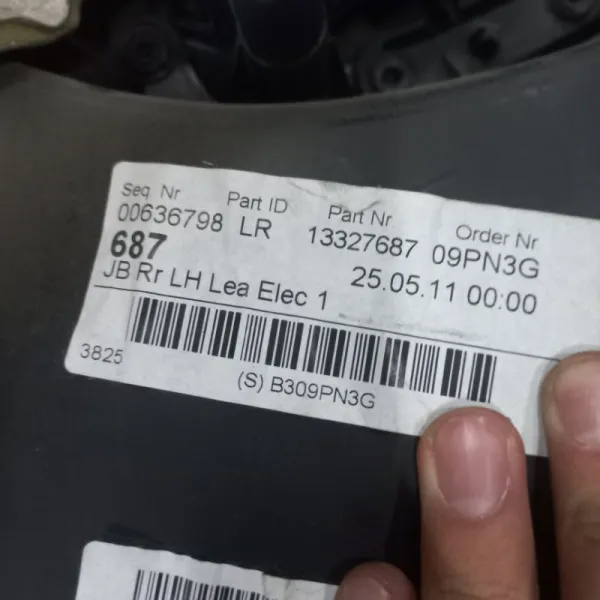 Seq Nr Part ID Part Nr Order Nr
00636798 LR 13327687 09PN3G
687 25.05.11 00:00
JB Rr LH Lea Elec 1
3825
(S) B309PN3G